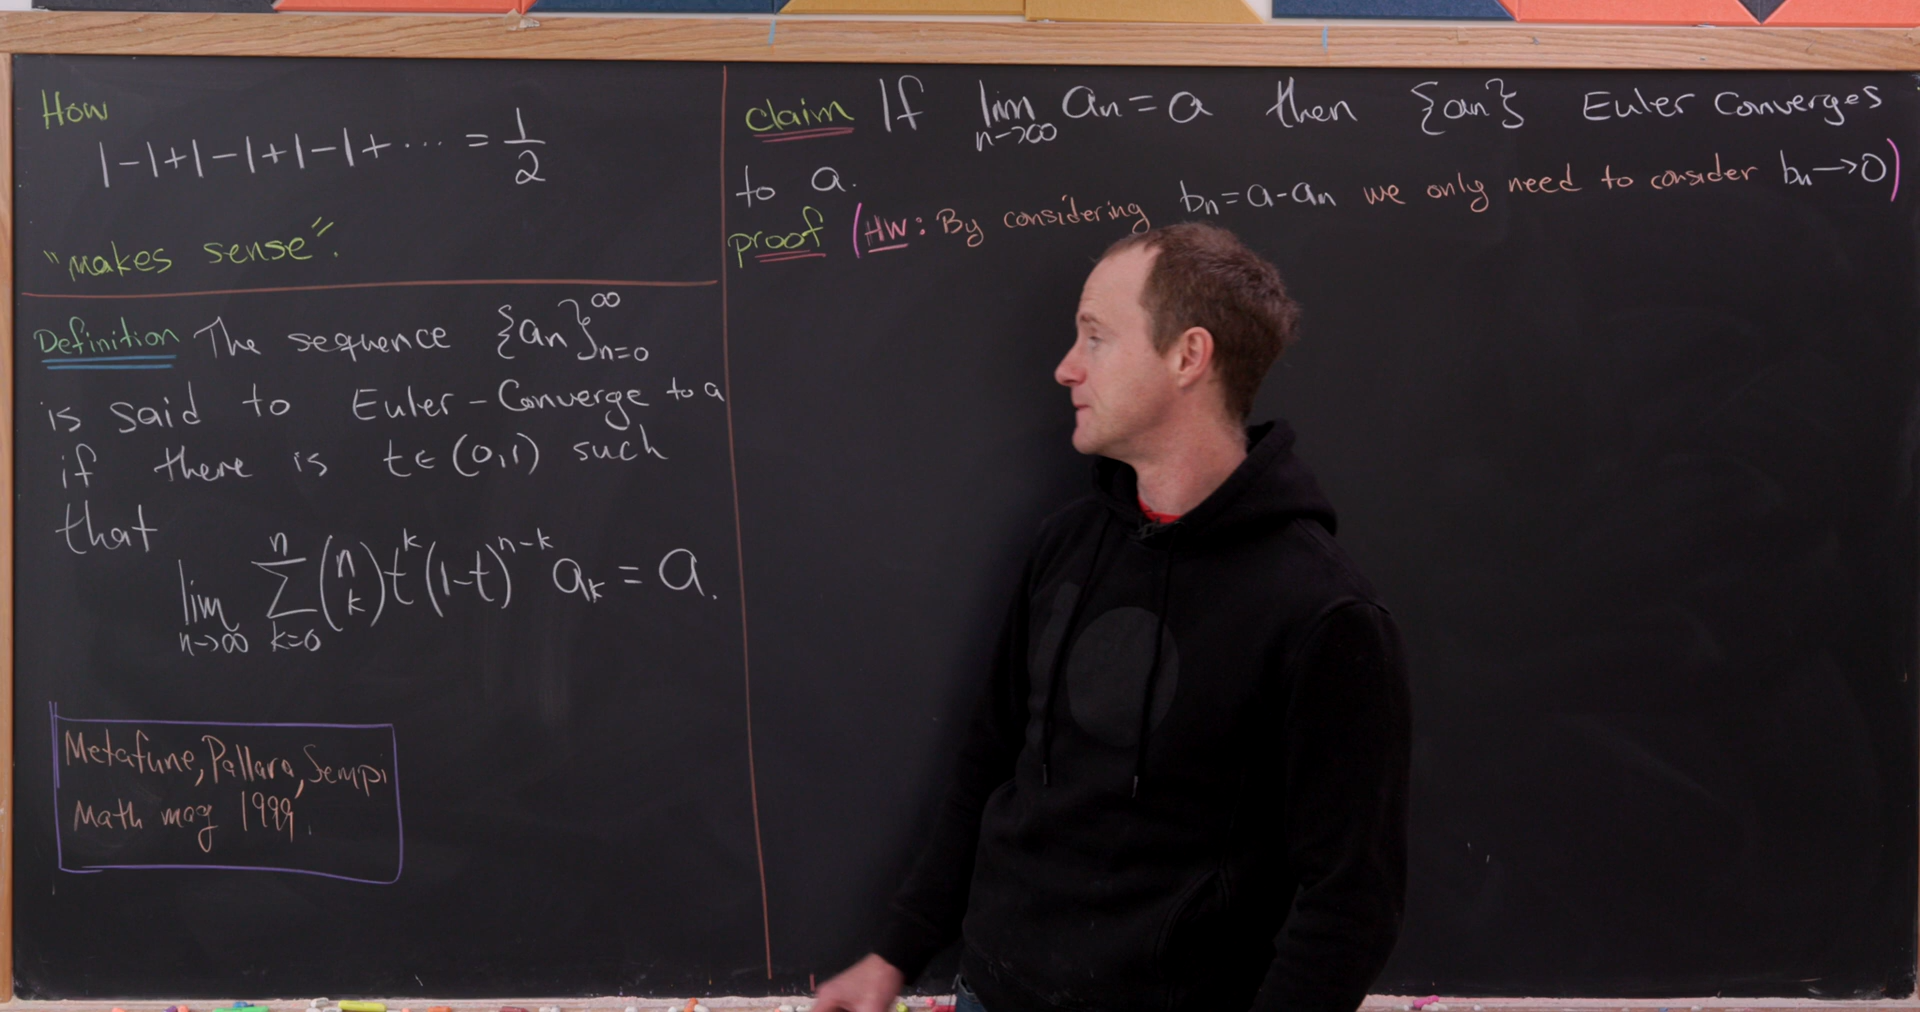 How
1-1+1-1+1-1+⋯ = 1/2
"makes sense".
Definition The sequence {an}_{n=0}^∞
is said to Euler-Converge to a
if there is t∈(0,1) such
that
lim_{n→∞} ∑_{k=0}^{n} (n k) t^k (1-t)^{n-k} a_k = a.
Metafune, Pallara, Sempi
Math mag 1999.
claim If lim_{n→∞} an = a then {an} Euler Converges
to a.
proof (HW: By considering bn = a-an we only need to consider bn→0)